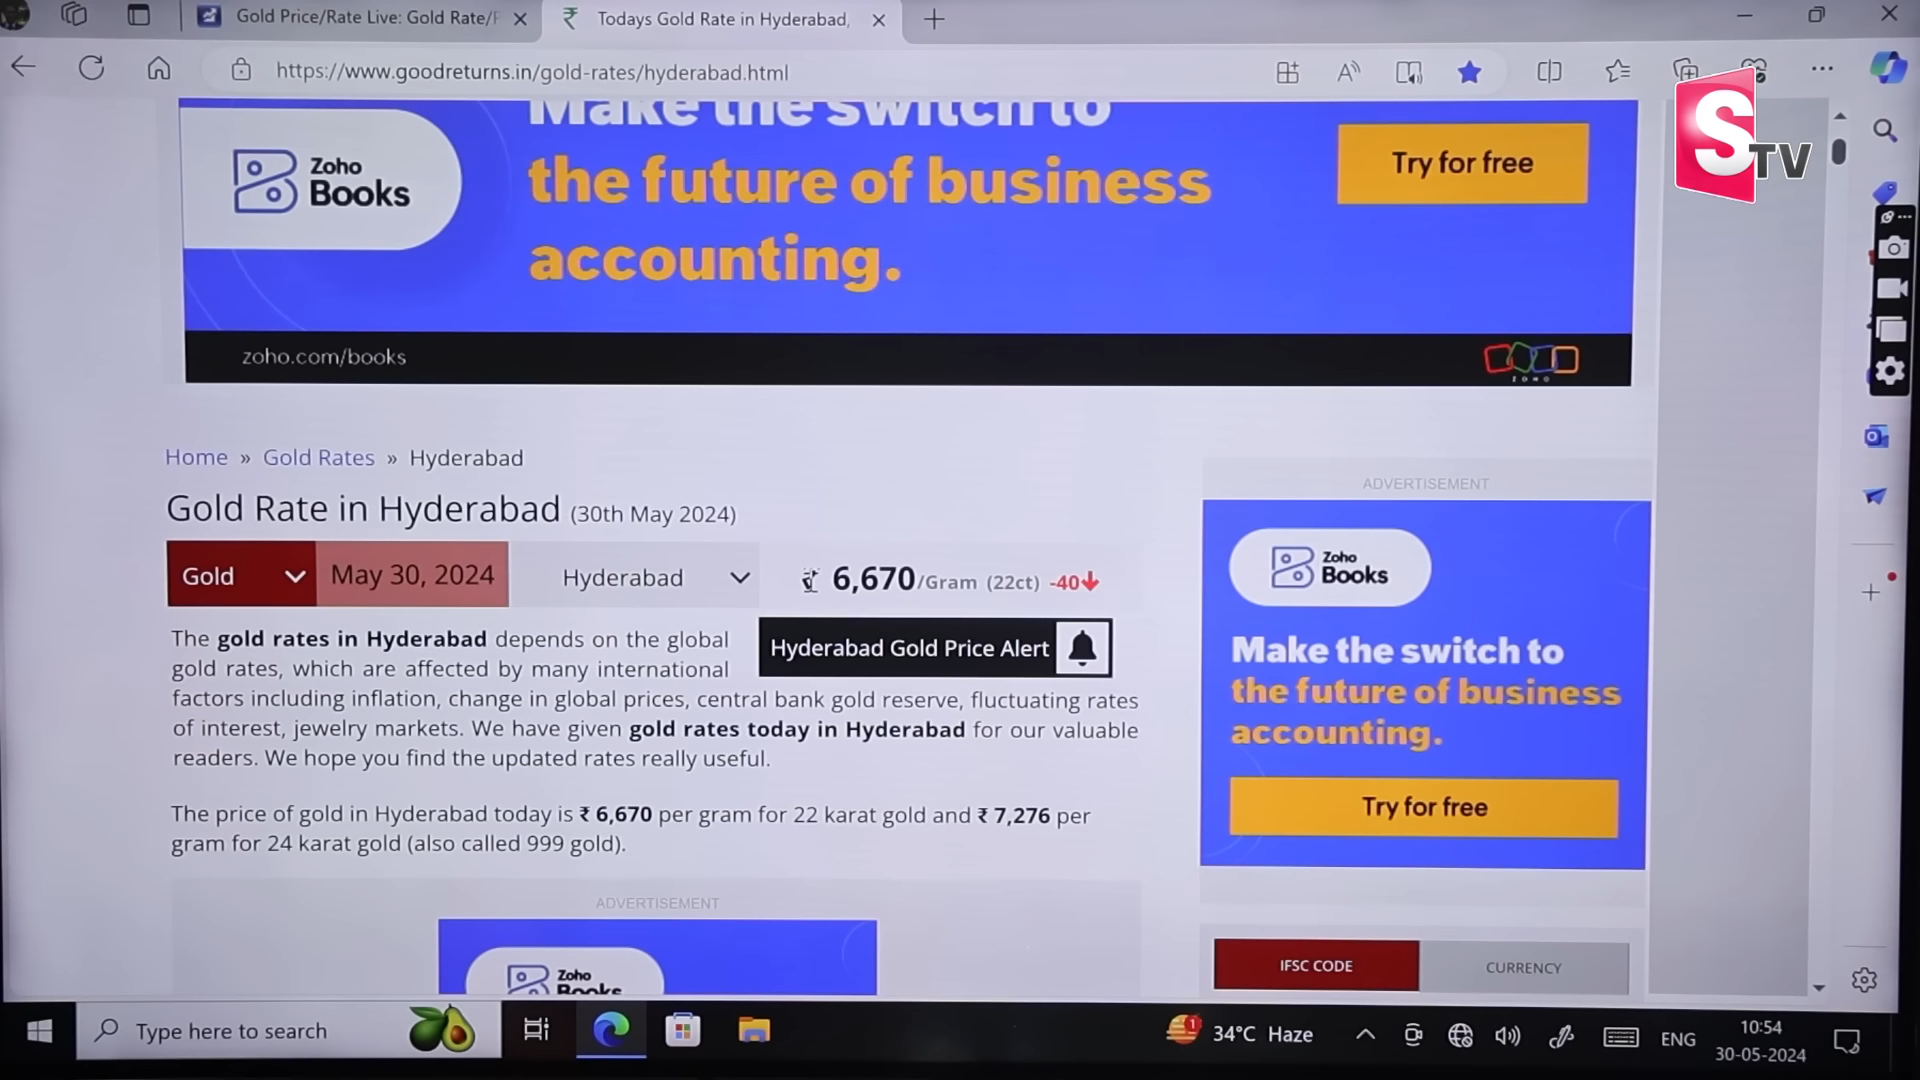 Gold Price/Rate Live: Gold Rate/
Todays Gold Rate in Hyderabad,
https://www.goodreturns.in/gold-rates/hyderabad.html
STV
Zoho
Books
Make the switch to
the future of business
accounting.
Try for free
zoho.com/books
ZOHO
Home » Gold Rates » Hyderabad
Gold Rate in Hyderabad (30th May 2024)
Gold
May 30, 2024
Hyderabad
6,670/Gram (22ct) -40
Hyderabad Gold Price Alert
The gold rates in Hyderabad depends on the global
gold rates, which are affected by many international
factors including inflation, change in global prices, central bank gold reserve, fluctuating rates
of interest, jewelry markets. We have given gold rates today in Hyderabad for our valuable
readers. We hope you find the updated rates really useful.
The price of gold in Hyderabad today is ₹ 6,670 per gram for 22 karat gold and ₹ 7,276 per
gram for 24 karat gold (also called 999 gold).
ADVERTISEMENT
Zoho
Books
ADVERTISEMENT
Zoho
Books
Make the switch to
the future of business
accounting.
Try for free
IFSC CODE
CURRENCY
Type here to search
1
34°C Haze
ENG
10:54
30-05-2024